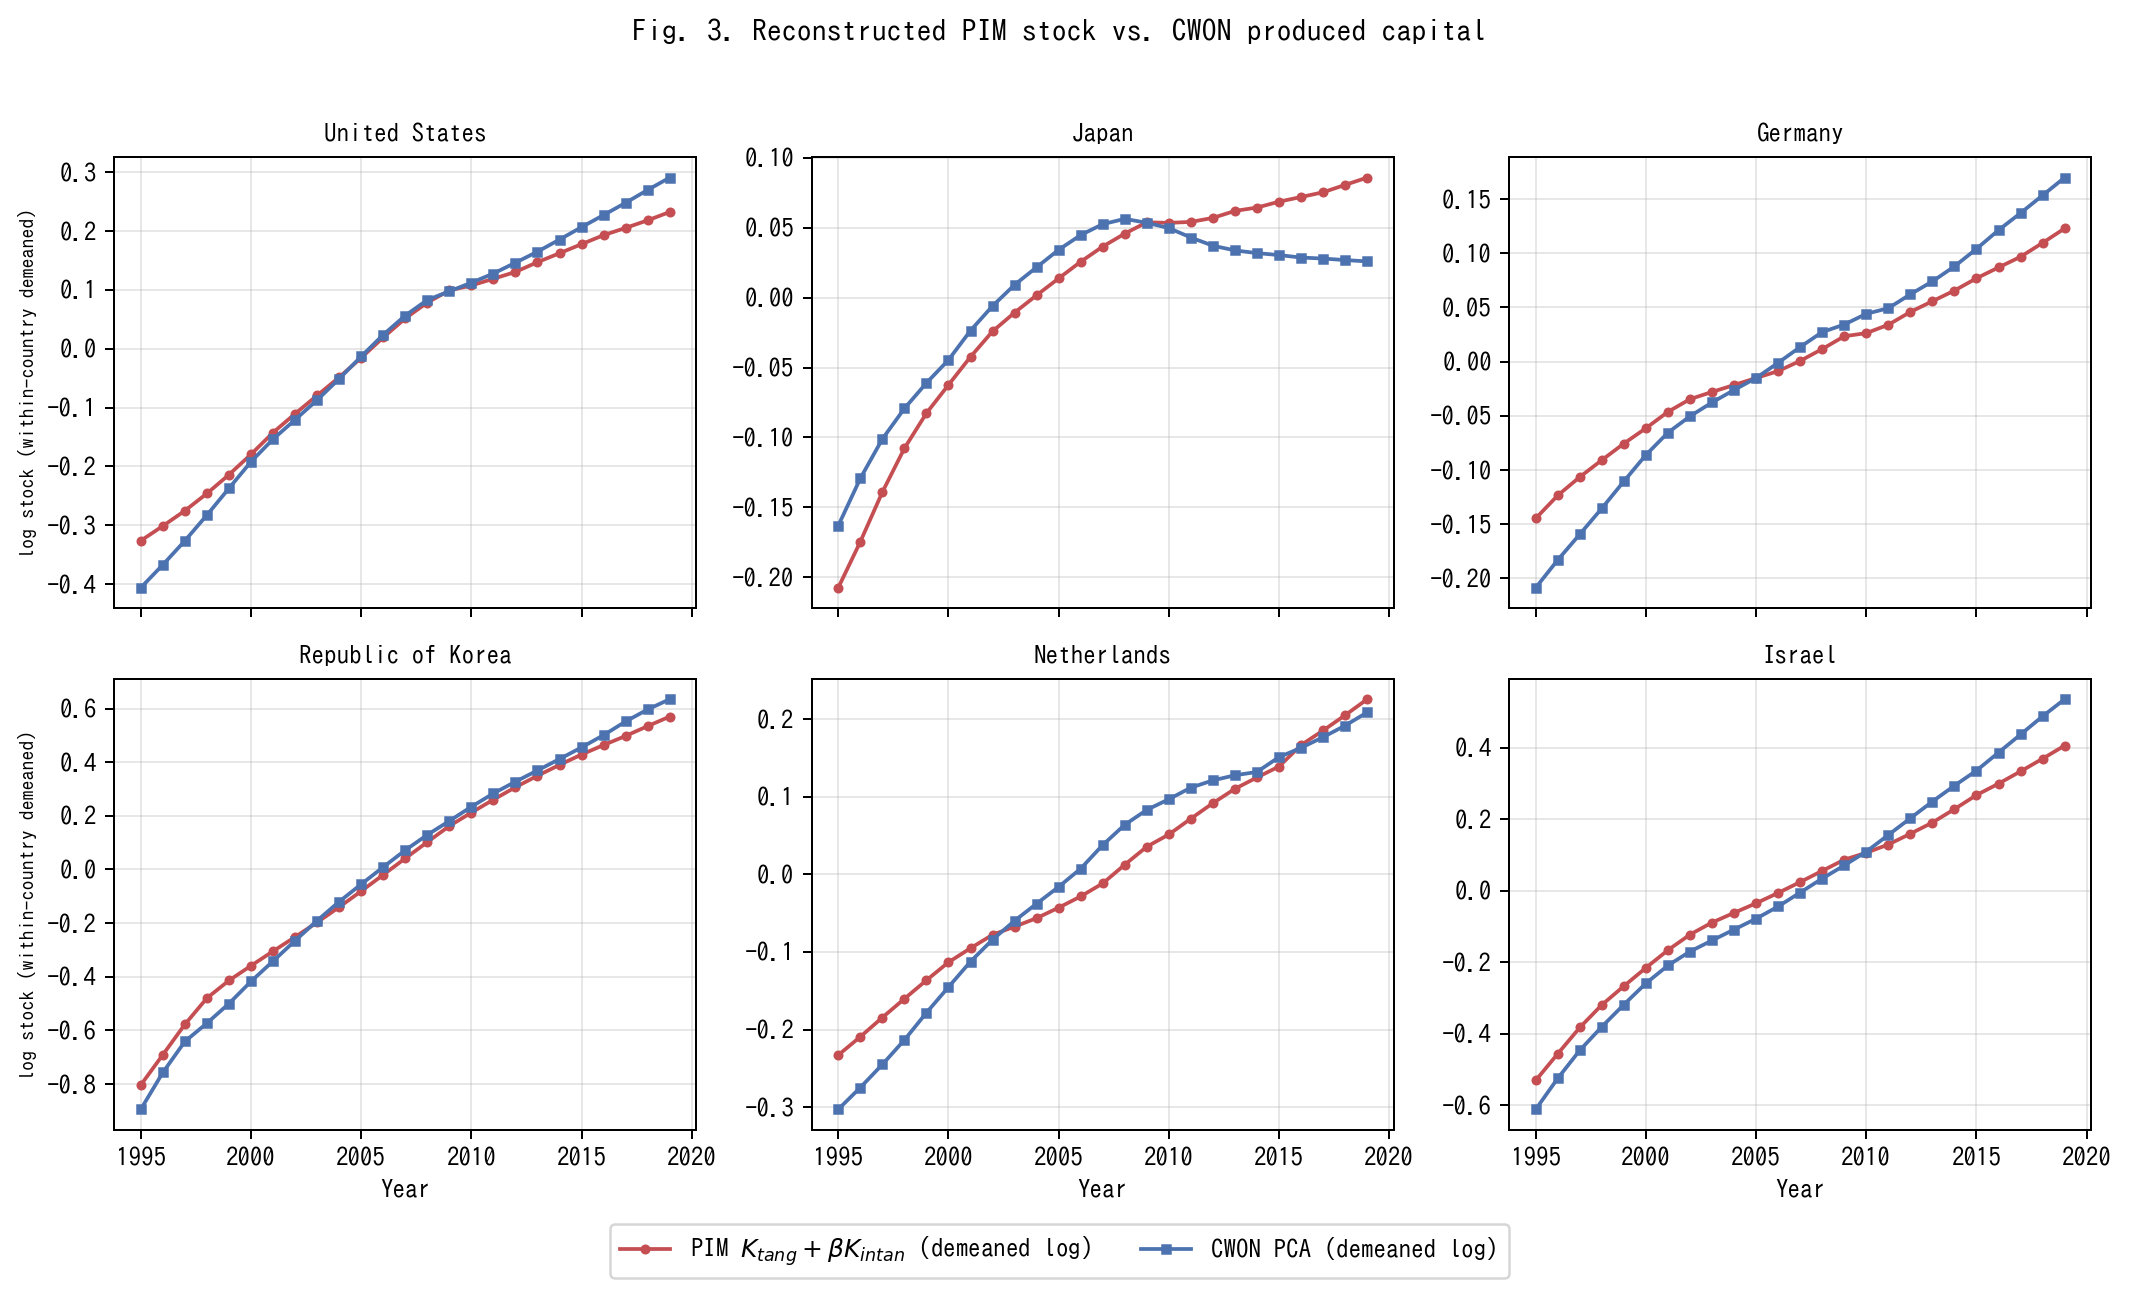 Fig. 3. Reconstructed PIM stock vs. CWON produced capital
United States
Japan
Germany
log stock (within-country demeaned)
0.3
0.2
0.1
0.0
−0.1
−0.2
−0.3
−0.4
0.10
0.05
0.00
−0.05
−0.10
−0.15
−0.20
0.15
0.10
0.05
0.00
−0.05
−0.10
−0.15
−0.20
Republic of Korea
Netherlands
Israel
log stock (within-country demeaned)
0.6
0.4
0.2
0.0
−0.2
−0.4
−0.6
−0.8
0.2
0.1
0.0
−0.1
−0.2
−0.3
0.4
0.2
0.0
−0.2
−0.4
−0.6
1995 2000 2005 2010 2015 2020
1995 2000 2005 2010 2015 2020
1995 2000 2005 2010 2015 2020
Year
Year
Year
PIM K_tang + βK_intan (demeaned log)
CWON PCA (demeaned log)